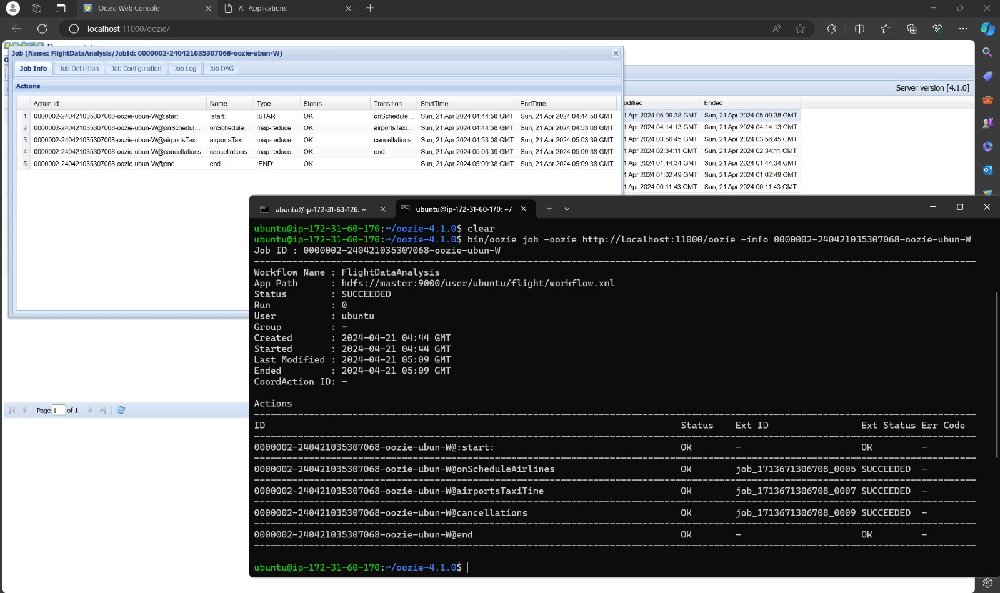 Oozie Web Console
All Applications
localhost:11000/oozie/
Job (Name: FlightDataAnalysis/JobId: 0000002-240421035307068-oozie-ubun-W)
Job Info Job Definition Job Configuration Job Log Job DAG
Actions
Server version [4.1.0]
Action Id Name Type Status Transition StartTime EndTime
1 0000002-240421035307068-oozie-ubun-W@:start: :start: :START: OK onSchedule... Sun, 21 Apr 2024 04:44:58 GMT Sun, 21 Apr 2024 04:44:58 GMT
2 0000002-240421035307068-oozie-ubun-W@onSchedul... onSchedule... map-reduce OK airportsTaxi... Sun, 21 Apr 2024 04:44:58 GMT Sun, 21 Apr 2024 04:53:08 GMT
3 0000002-240421035307068-oozie-ubun-W@airportsTaxi... airportsTaxi... map-reduce OK cancellations Sun, 21 Apr 2024 04:53:08 GMT Sun, 21 Apr 2024 05:03:39 GMT
4 0000002-240421035307068-oozie-ubun-W@cancellations cancellations map-reduce OK end Sun, 21 Apr 2024 05:03:39 GMT Sun, 21 Apr 2024 05:09:38 GMT
5 0000002-240421035307068-oozie-ubun-W@end end :END: OK Sun, 21 Apr 2024 05:09:38 GMT Sun, 21 Apr 2024 05:09:38 GMT
odified Ended
1 Apr 2024 05:09:38 GMT Sun, 21 Apr 2024 05:09:38 GMT
1 Apr 2024 04:14:13 GMT Sun, 21 Apr 2024 04:14:13 GMT
1 Apr 2024 03:56:45 GMT Sun, 21 Apr 2024 03:56:45 GMT
1 Apr 2024 02:34:11 GMT Sun, 21 Apr 2024 02:34:11 GMT
1 Apr 2024 01:44:34 GMT Sun, 21 Apr 2024 01:44:34 GMT
1 Apr 2024 01:02:49 GMT Sun, 21 Apr 2024 01:02:49 GMT
1 Apr 2024 00:11:43 GMT Sun, 21 Apr 2024 00:11:43 GMT
Page 1 of 1
ubuntu@ip-172-31-63-126: ~
ubuntu@ip-172-31-60-170: ~/
ubuntu@ip-172-31-60-170:~/oozie-4.1.0$ clear
ubuntu@ip-172-31-60-170:~/oozie-4.1.0$ bin/oozie job -oozie http://localhost:11000/oozie -info 0000002-240421035307068-oozie-ubun-W
Job ID : 0000002-240421035307068-oozie-ubun-W
Workflow Name : FlightDataAnalysis
App Path : hdfs://master:9000/user/ubuntu/flight/workflow.xml
Status : SUCCEEDED
Run : 0
User : ubuntu
Group : -
Created : 2024-04-21 04:44 GMT
Started : 2024-04-21 04:44 GMT
Last Modified : 2024-04-21 05:09 GMT
Ended : 2024-04-21 05:09 GMT
CoordAction ID: -
Actions
ID Status Ext ID Ext Status Err Code
0000002-240421035307068-oozie-ubun-W@:start: OK - OK -
0000002-240421035307068-oozie-ubun-W@onScheduleAirlines OK job_1713671306708_0005 SUCCEEDED -
0000002-240421035307068-oozie-ubun-W@airportsTaxiTime OK job_1713671306708_0007 SUCCEEDED -
0000002-240421035307068-oozie-ubun-W@cancellations OK job_1713671306708_0009 SUCCEEDED -
0000002-240421035307068-oozie-ubun-W@end OK - OK -
ubuntu@ip-172-31-60-170:~/oozie-4.1.0$